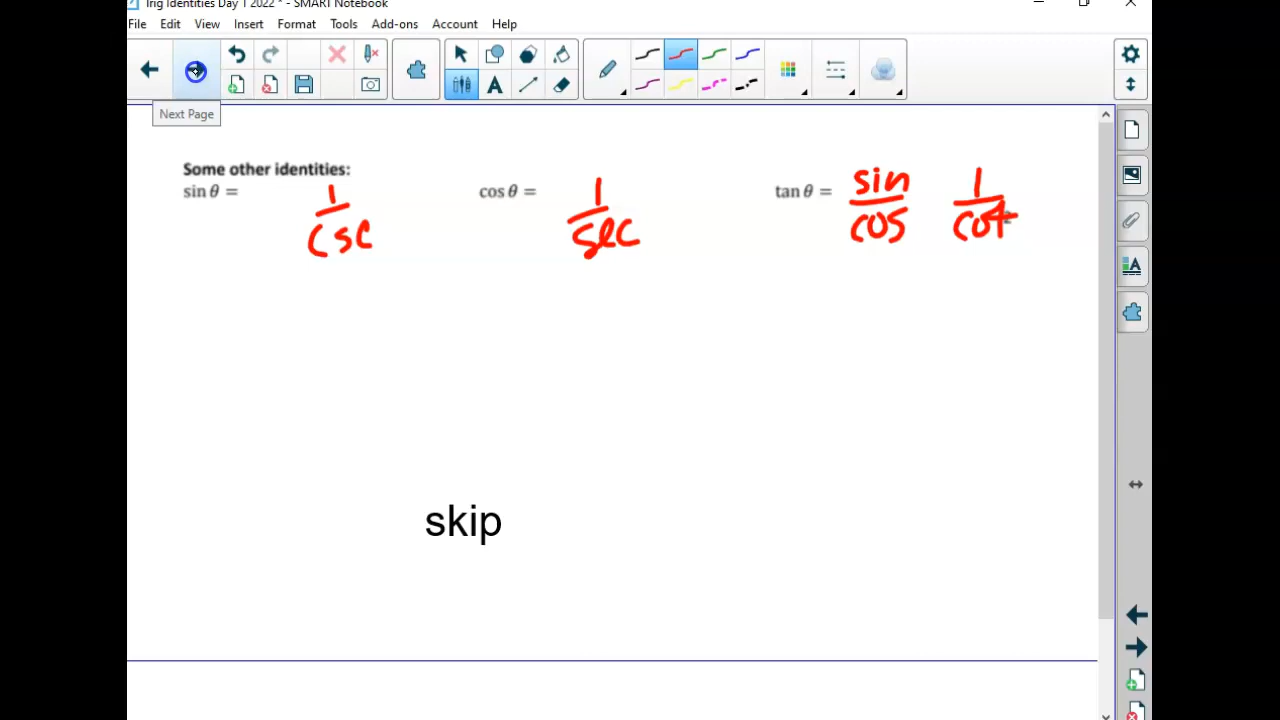 Trig Identities Day 1 2022 * - SMART Notebook
File Edit View Insert Format Tools Add-ons Account Help
Next Page
Some other identities:
sin θ = 1/csc cos θ = 1/sec tan θ = sin/cos 1/cot
skip